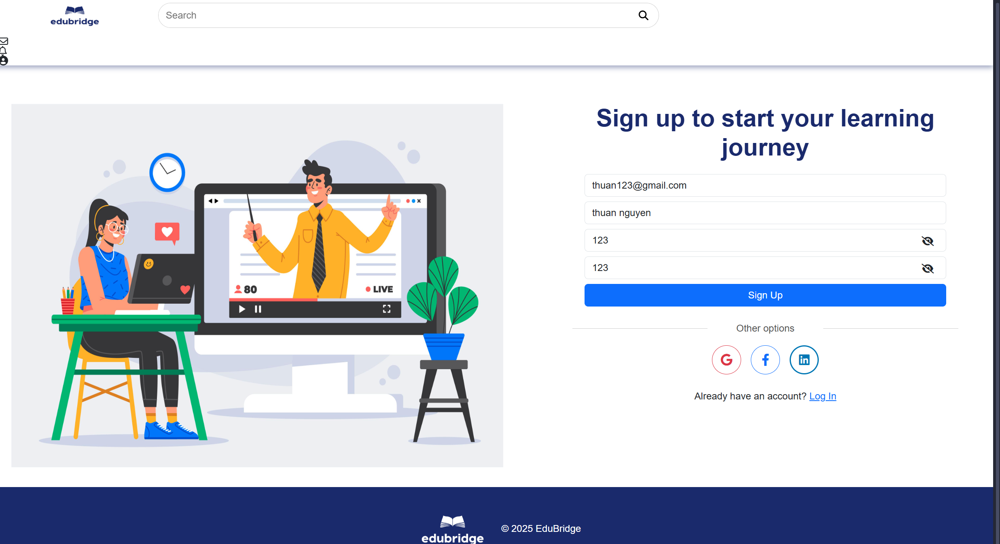 edubridge
Search
Sign up to start your learning
journey
thuan123@gmail.com
thuan nguyen
123
123
Sign Up
80
LIVE
Other options
Already have an account? Log In
edubridge
© 2025 EduBridge